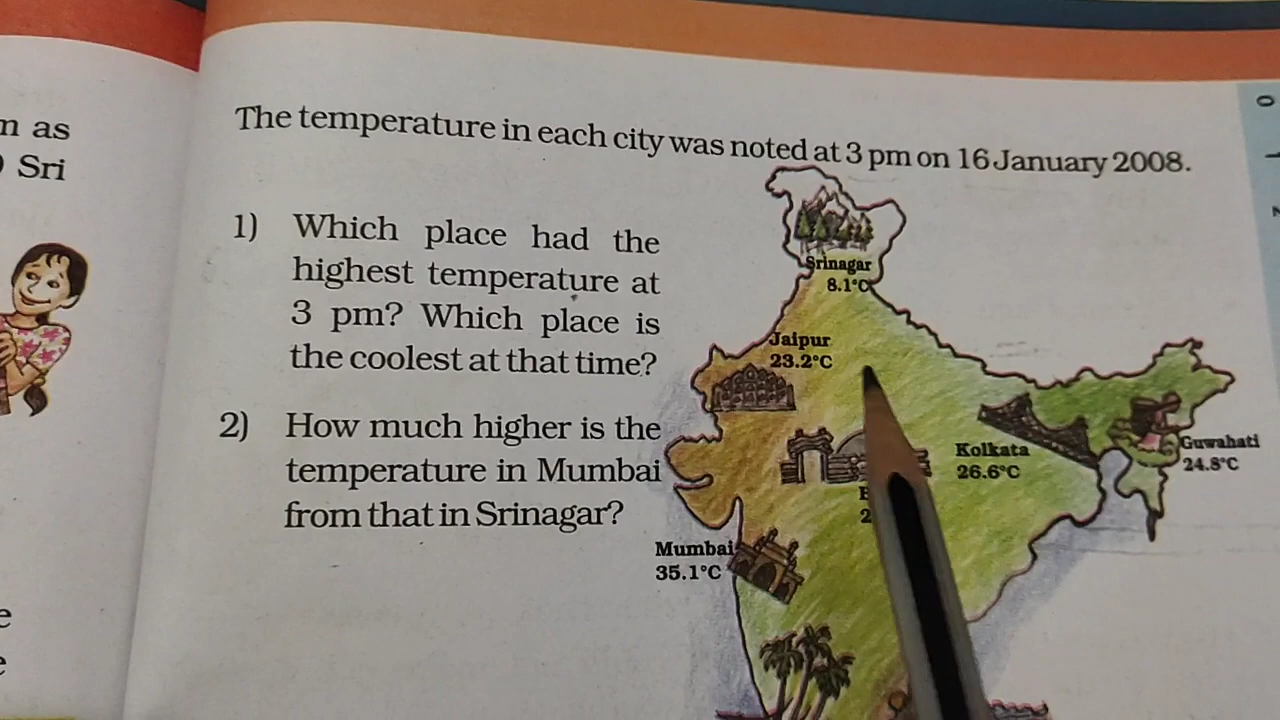 n as
Sri
The temperature in each city was noted at 3 pm on 16 January 2008.
1) Which place had the
highest temperature at
3 pm? Which place is
the coolest at that time?
2) How much higher is the
temperature in Mumbai
from that in Srinagar?
Srinagar
8.1°C
Jaipur
23.2°C
Kolkata
26.6°C
Guwahati
24.8°C
Mumbai
35.1°C
e
e